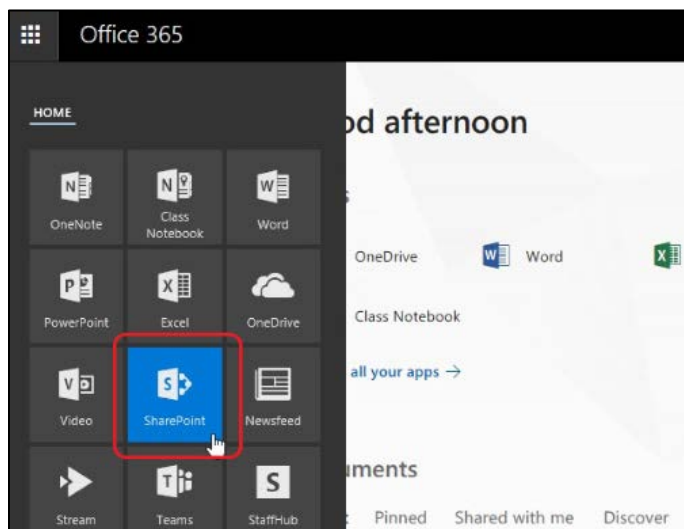 Office 365
HOME
od afternoon
OneNote
Class
Notebook
Word
OneDrive
Word
PowerPoint
Excel
OneDrive
Class Notebook
all your apps →
Video
SharePoint
Newsfeed
uments
Stream
Teams
StaffHub
Pinned
Shared with me
Discover